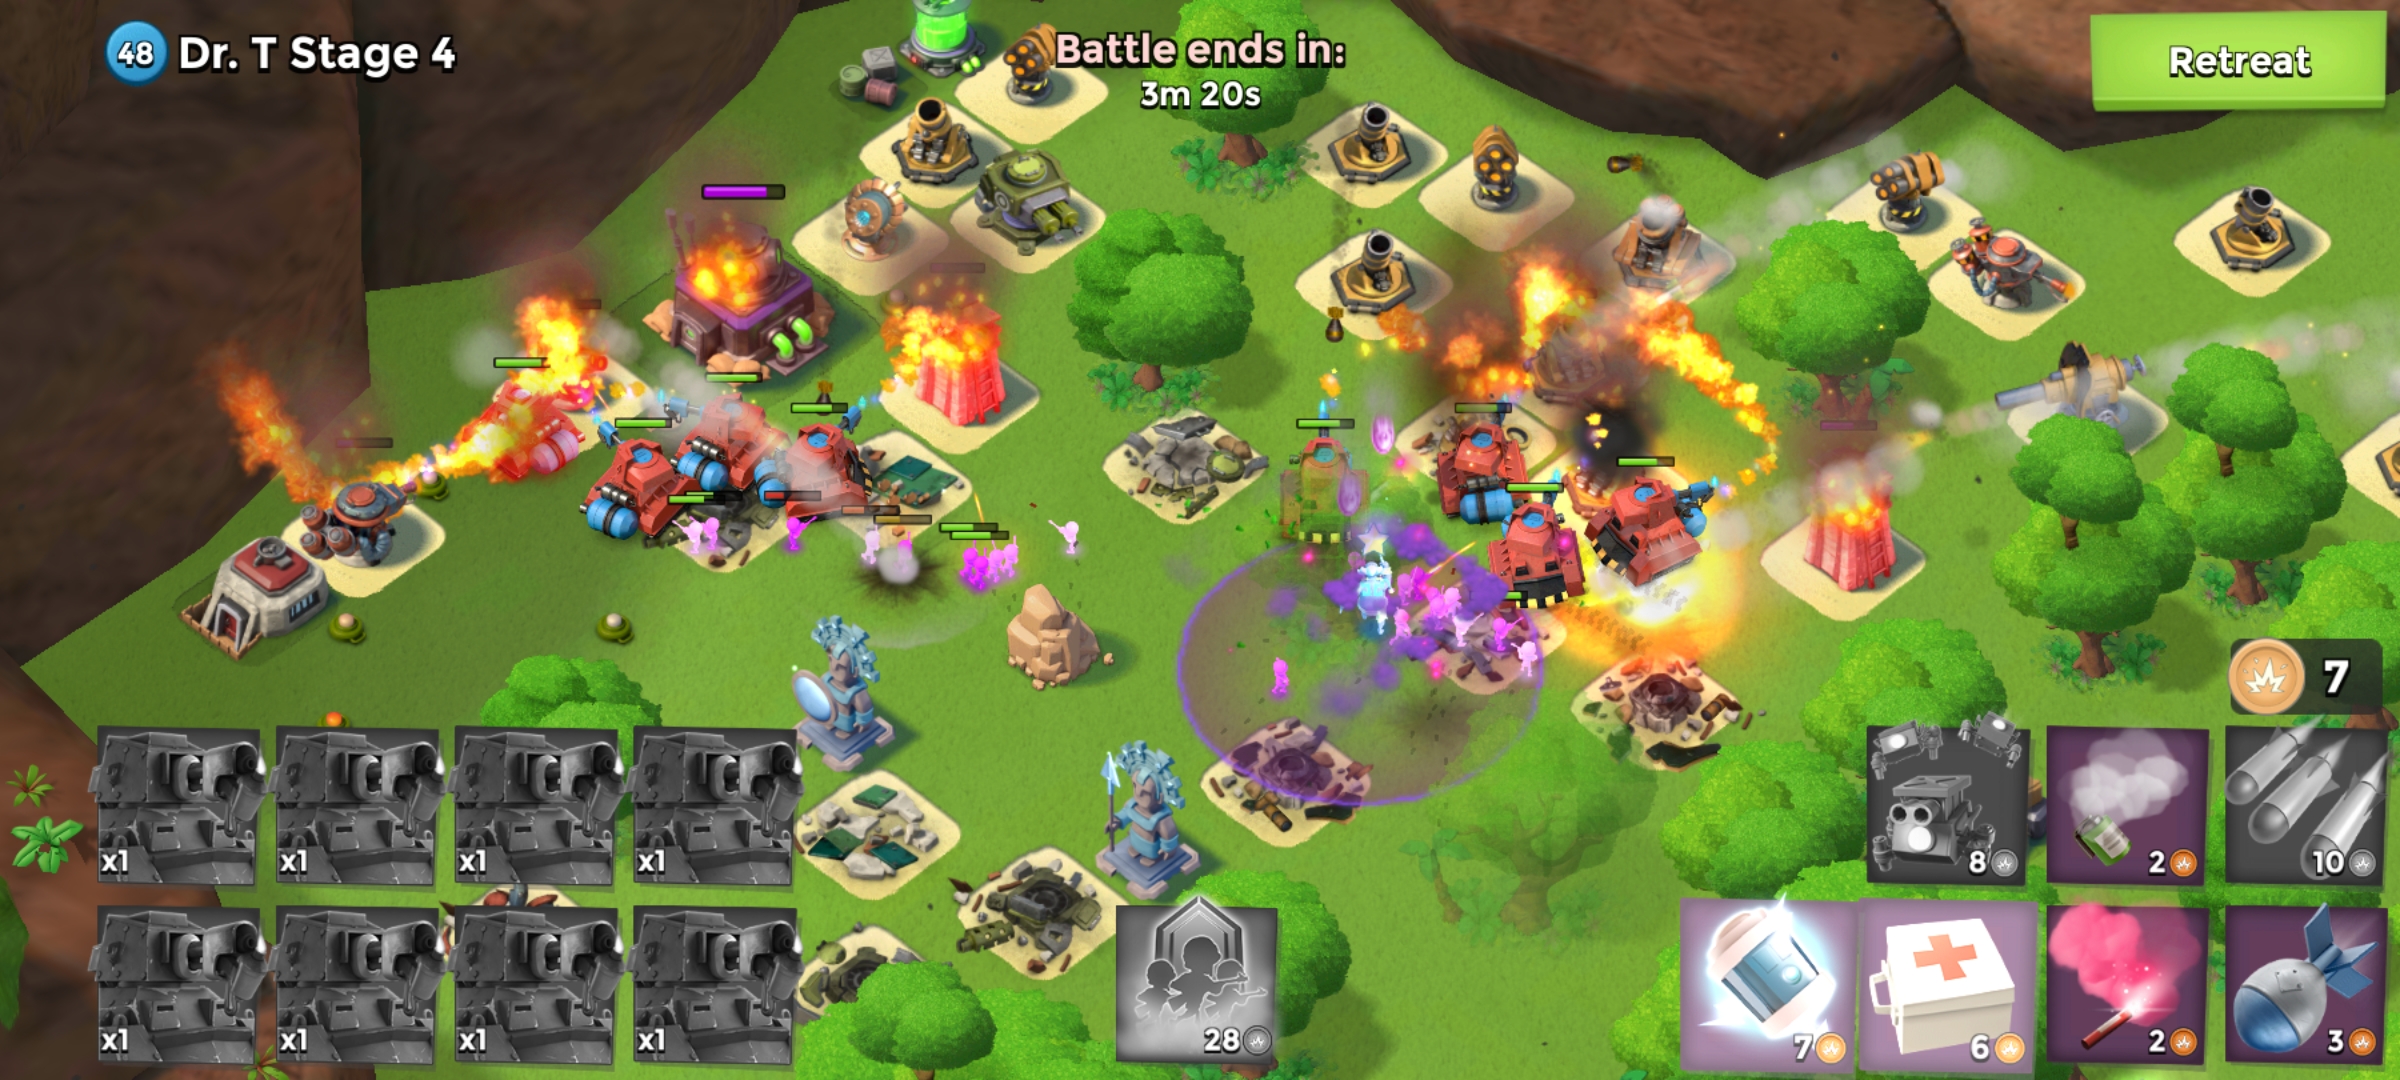 48 Dr. T Stage 4
Battle ends in:
3m 20s
Retreat
7
x1 x1 x1 x1
8 2 10
x1 x1 x1 x1
28
7 6 2 3